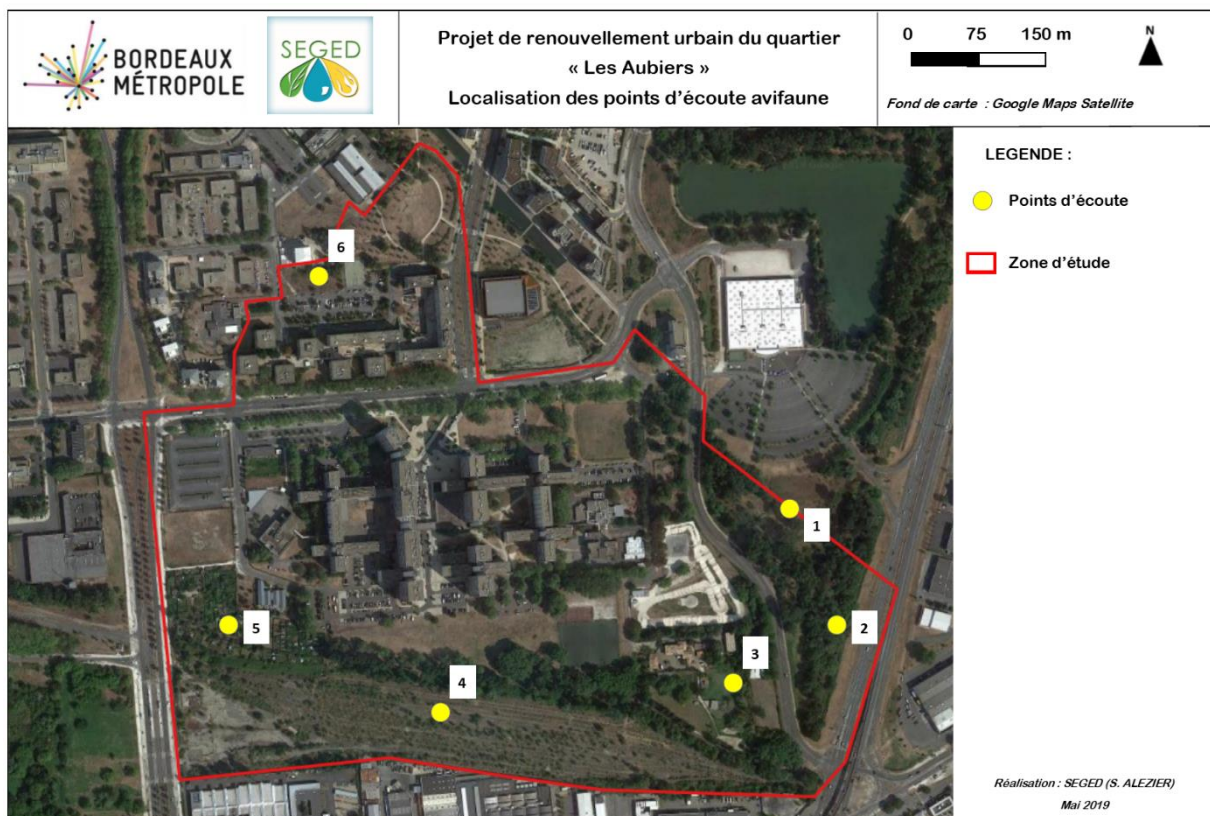 BORDEAUX
MÉTROPOLE
SEGED
Projet de renouvellement urbain du quartier
« Les Aubiers »
Localisation des points d’écoute avifaune
0 75 150 m
N
Fond de carte : Google Maps Satellite
LEGENDE :
Points d’écoute
Zone d’étude
6
1
2
3
5
4
Réalisation : SEGED (S. ALEZIER)
Mai 2019